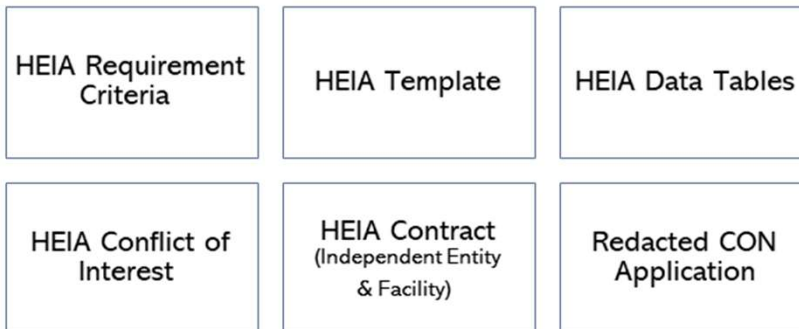 HEIA Requirement
Criteria
HEIA Template
HEIA Data Tables
HEIA Conflict of
Interest
HEIA Contract
(Independent Entity
& Facility)
Redacted CON
Application